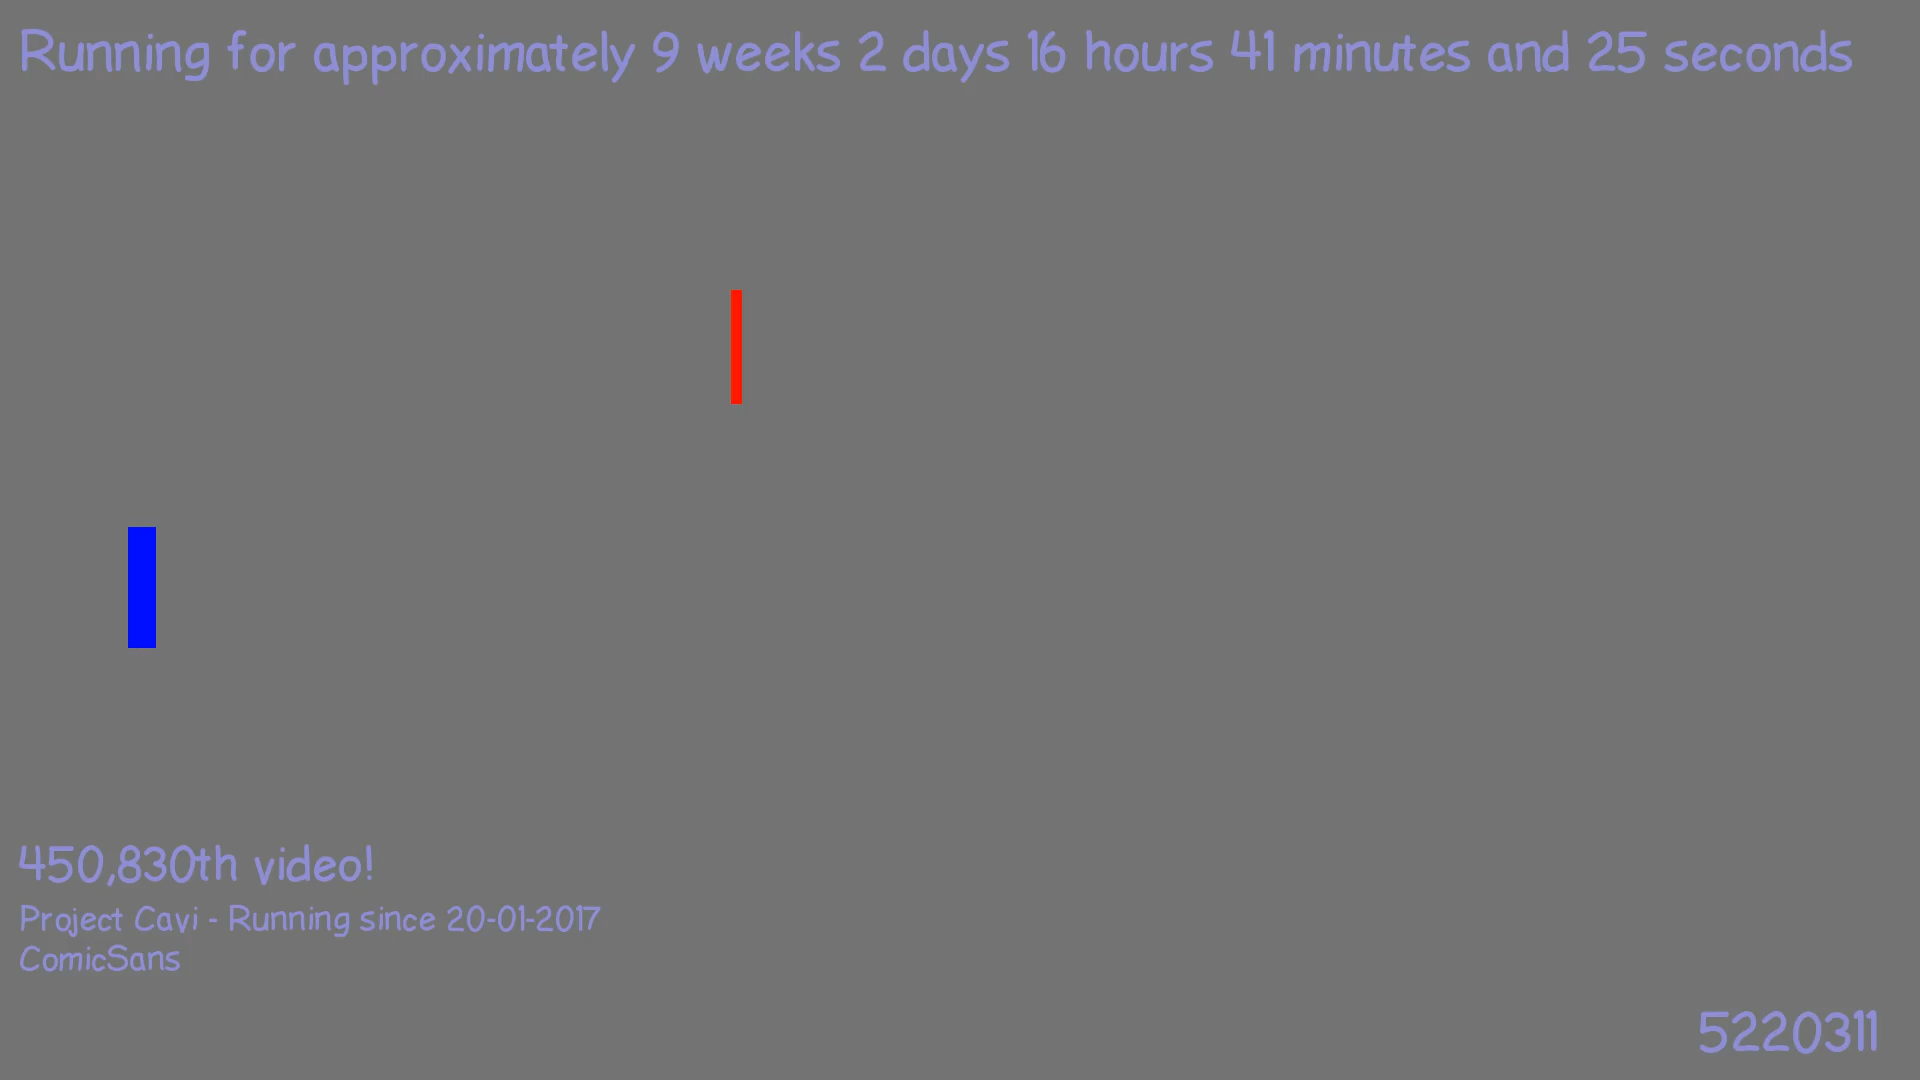 Running for approximately 9 weeks 2 days 16 hours 41 minutes and 25 seconds
450,830th video!
Project Cavi - Running since 20-01-2017
ComicSans
5220311